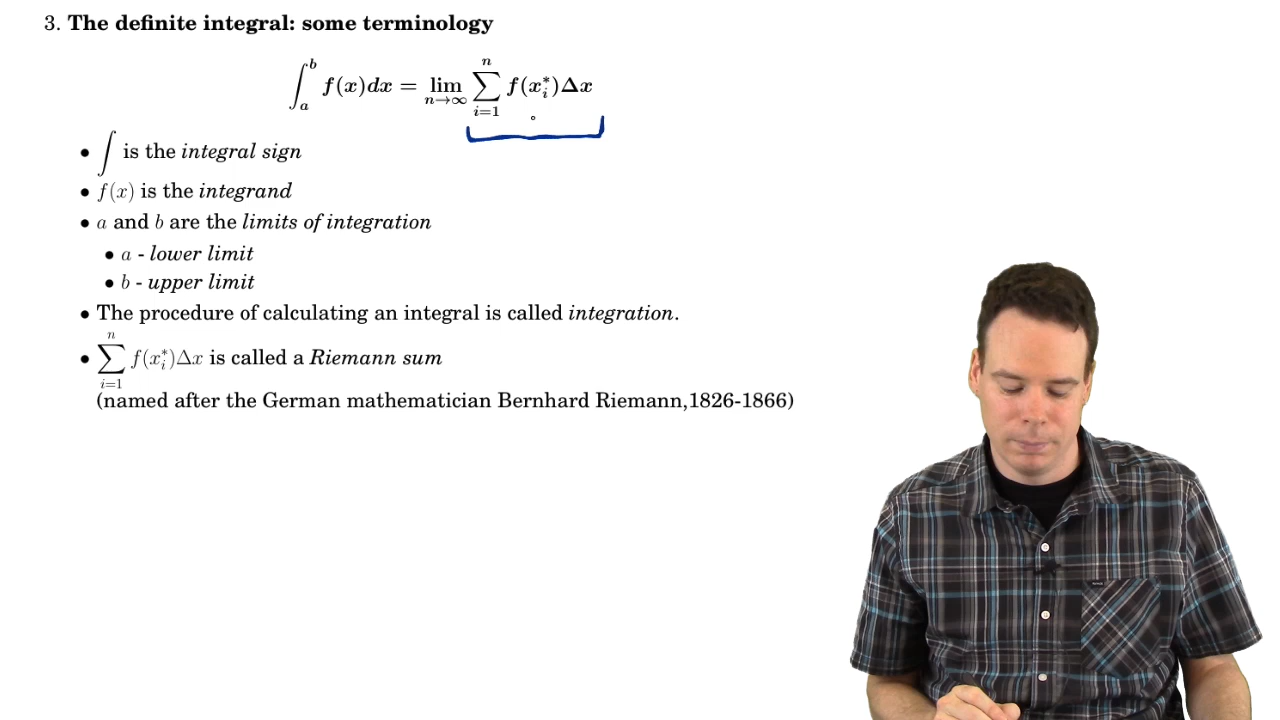 3. The definite integral: some terminology
∫_a^b f(x)dx = lim_{n→∞} ∑_{i=1}^n f(x_i^*)Δx
• ∫ is the integral sign
• f(x) is the integrand
• a and b are the limits of integration
• a - lower limit
• b - upper limit
• The procedure of calculating an integral is called integration.
• ∑_{i=1}^n f(x_i^*)Δx is called a Riemann sum
(named after the German mathematician Bernhard Riemann,1826-1866)